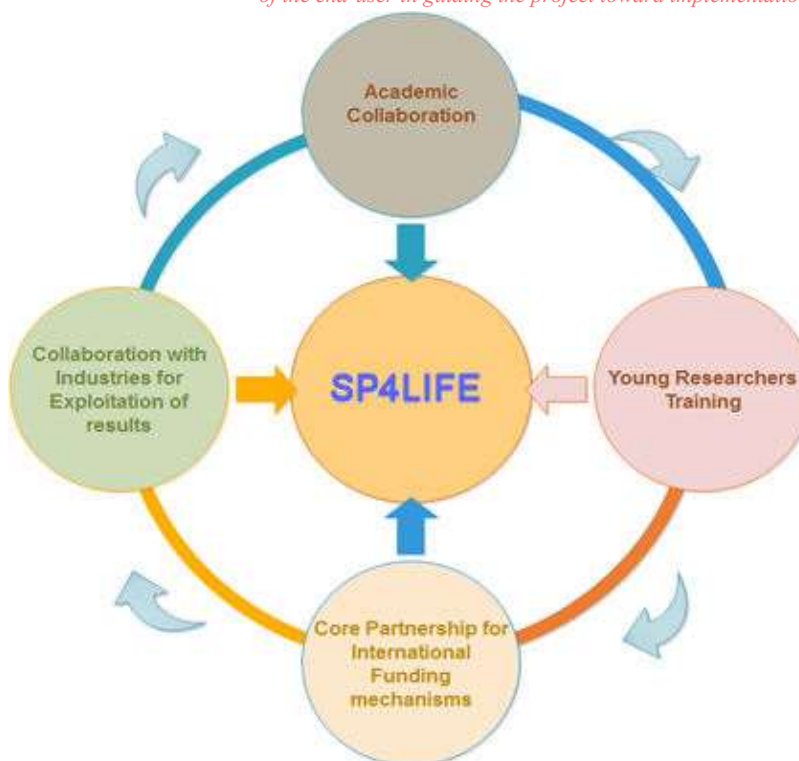 of the end-user in guiding the project toward implementatio
Academic
Collaboration
Collaboration with
Industries for
Exploitation of
results
SP4LIFE
Young Researchers
Training
Core Partnership for
International
Funding
mechanisms